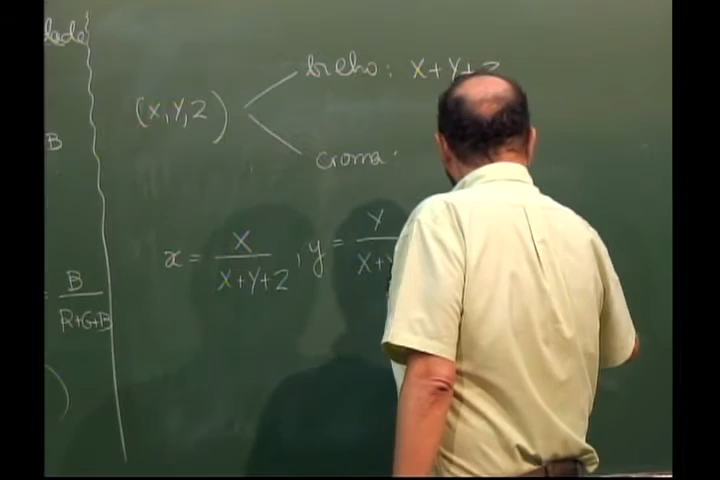 dade
B
B
R+G+B
(X,Y,Z)
brilho: X+Y+Z
croma.
x = X / X+Y+Z , y = Y / X+Y